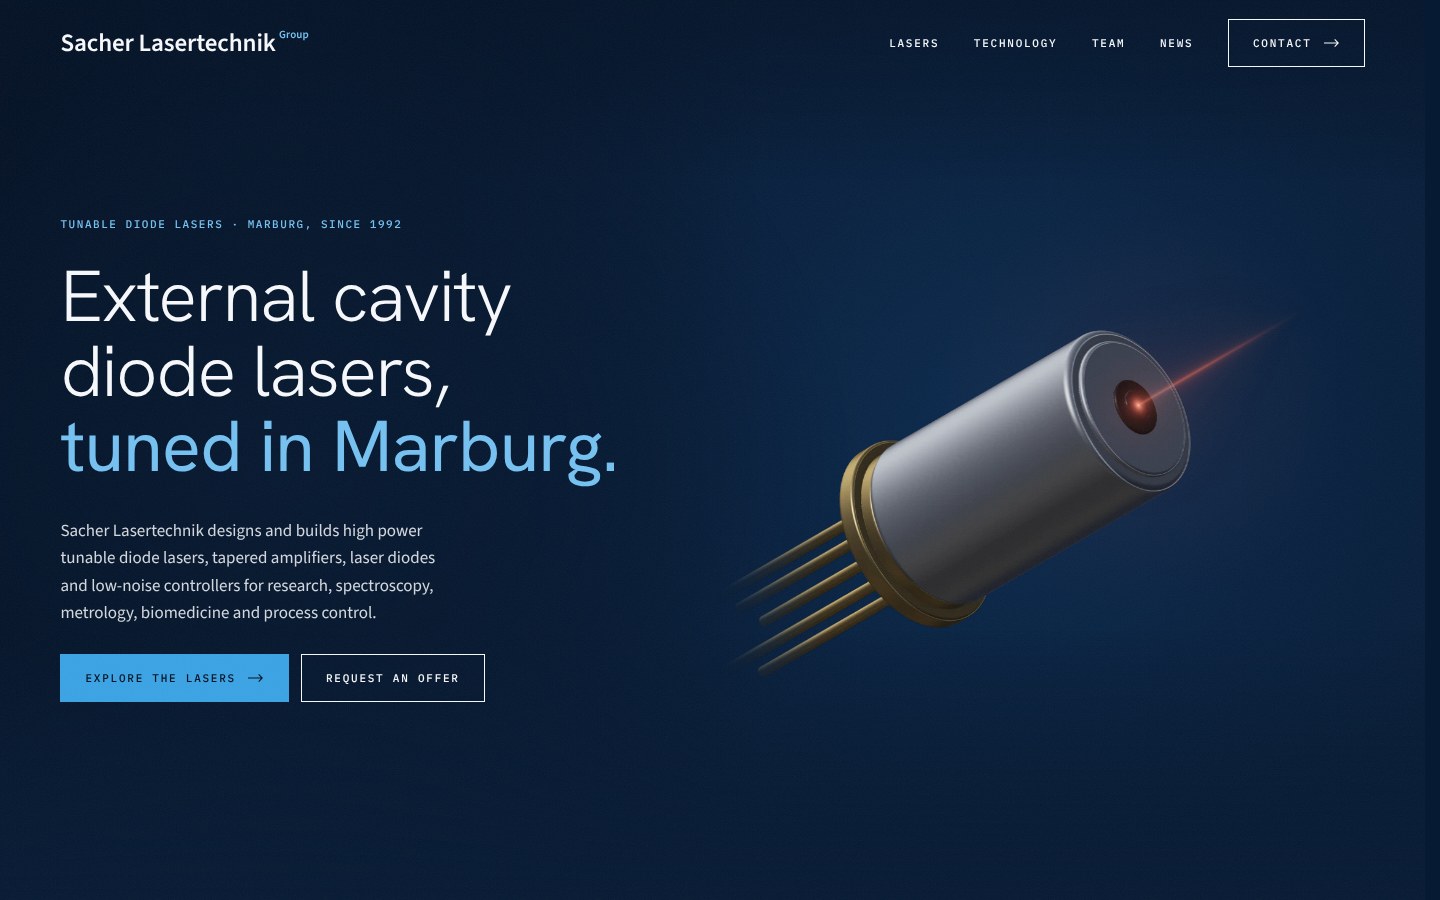 Sacher Lasertechnik Group
LASERS
TECHNOLOGY
TEAM
NEWS
CONTACT →
TUNABLE DIODE LASERS · MARBURG, SINCE 1992
External cavity
diode lasers,
tuned in Marburg.
Sacher Lasertechnik designs and builds high power
tunable diode lasers, tapered amplifiers, laser diodes
and low-noise controllers for research, spectroscopy,
metrology, biomedicine and process control.
EXPLORE THE LASERS →
REQUEST AN OFFER